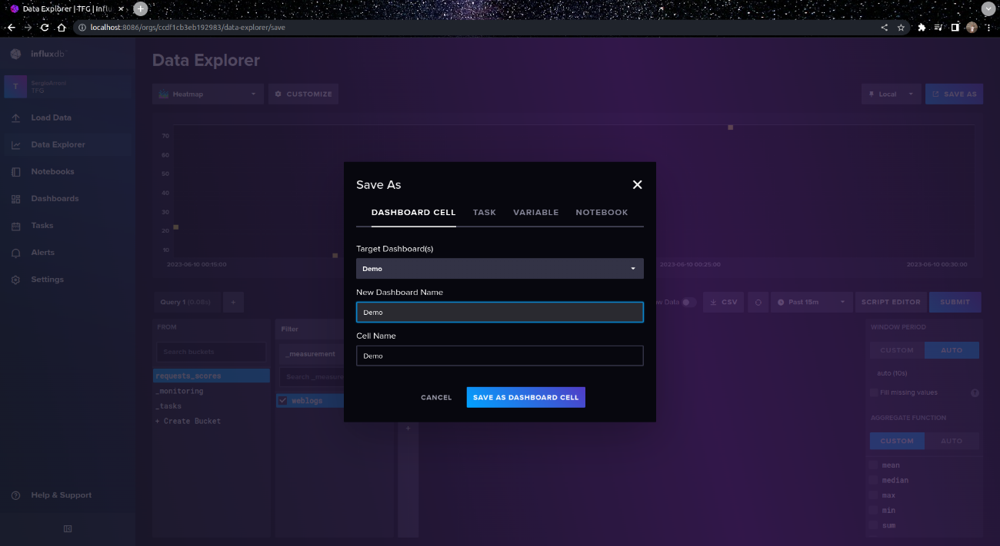 Data Explorer | TFG | Influ
localhost:8086/orgs/ccdf1cb3eb192983/data-explorer/save
influxdb™
T
SergioArroni
TFG
Load Data
Data Explorer
Notebooks
Dashboards
Tasks
Alerts
Settings
Help & Support
Data Explorer
Heatmap
CUSTOMIZE
Local
SAVE AS
70
60
50
40
30
20
10
2023-06-10 00:15:00
2023-06-10 00:25:00
2023-06-10 00:30:00
Save As
DASHBOARD CELL TASK VARIABLE NOTEBOOK
Target Dashboard(s)
Demo
New Dashboard Name
Demo
Cell Name
Demo
CANCEL SAVE AS DASHBOARD CELL
Query 1 (0.08s) +
Data
CSV
Past 15m
SCRIPT EDITOR
SUBMIT
FROM
Search buckets
requests_scores
_monitoring
_tasks
+ Create Bucket
Filter
_measurement
Search _measure
weblogs
+
WINDOW PERIOD
CUSTOM AUTO
auto (10s)
Fill missing values ?
AGGREGATE FUNCTION
CUSTOM AUTO
mean
median
max
min
sum